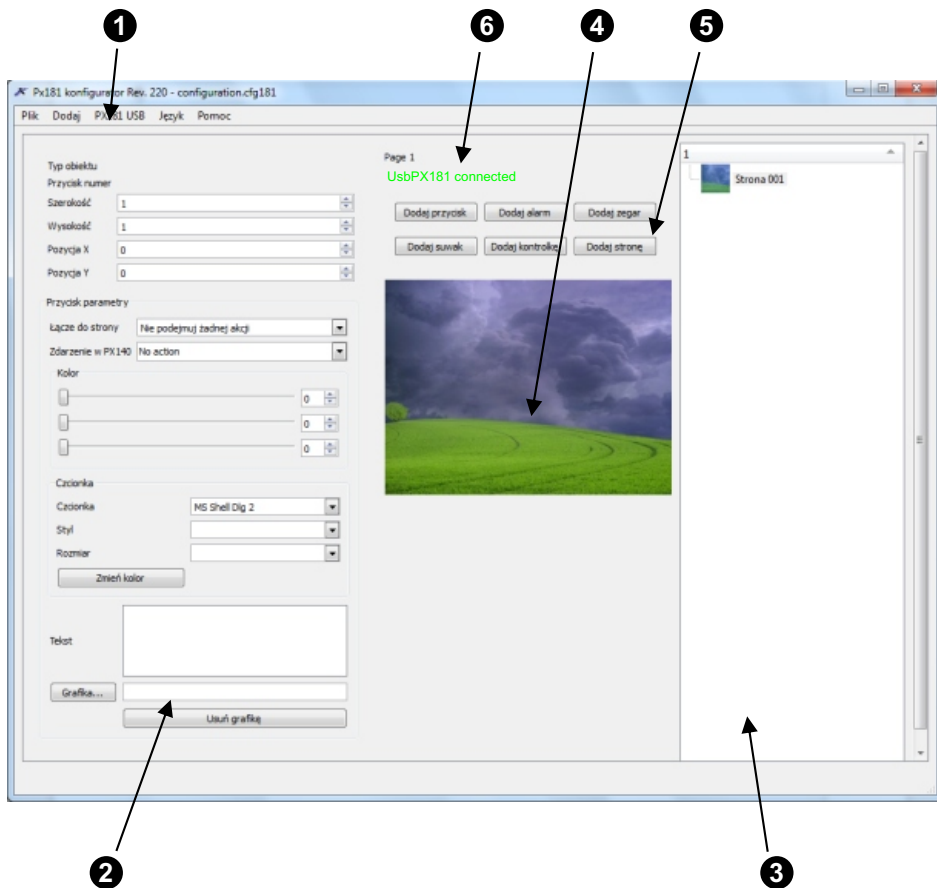 1
6
4
5
Px181 konfigurator Rev. 220 - configuration.cfg181
Plik Dodaj PX181 USB Język Pomoc
Typ obiektu
Przycisk numer
Szerokość 1
Wysokość 1
Pozycja X 0
Pozycja Y 0
Przycisk parametry
Łącze do strony Nie podejmuj żadnej akcji
Zdarzenie w PX140 No action
Kolor
0
0
0
Czcionka
Czcionka MS Shell Dlg 2
Styl
Rozmiar
Zmień kolor
Tekst
Grafika...
Usuń grafikę
Page 1
UsbPX181 connected
Dodaj przycisk Dodaj alarm Dodaj zegar
Dodaj suwak Dodaj kontrolkę Dodaj stronę
1
Strona 001
2
3